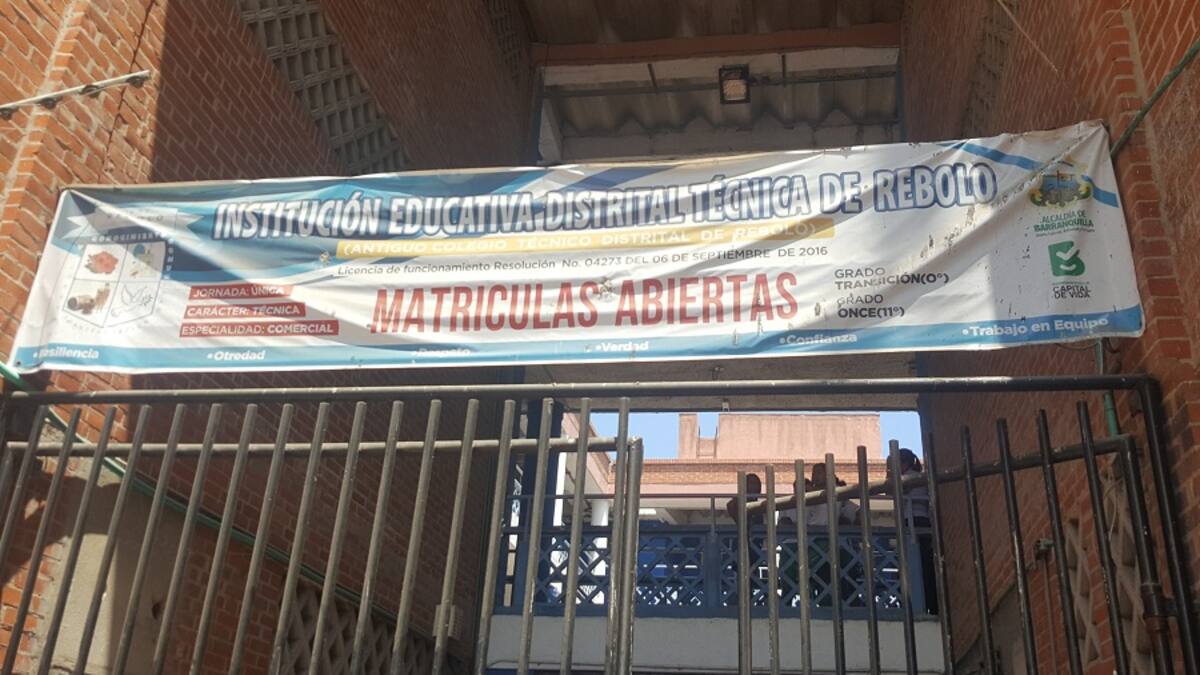 INSTITUCIÓN EDUCATIVA DISTRITAL TÉCNICA DE REBOLO
(ANTIGUO COLEGIO TÉCNICO DISTRITAL DE REBOLO)
Licencia de funcionamiento Resolución No. 04273 DEL 06 DE SEPTIEMBRE DE 2016
JORNADA: ÚNICA
CARÁCTER: TÉCNICA
ESPECIALIDAD: COMERCIAL
MATRICULAS ABIERTAS
GRADO
TRANSICIÓN(0°)
GRADO
ONCE(11°)
ALCALDÍA DE
BARRANQUILLA
CAPITAL
DE VIDA
•Resiliencia •Otredad •Respeto •Verdad •Confianza •Trabajo en Equipo